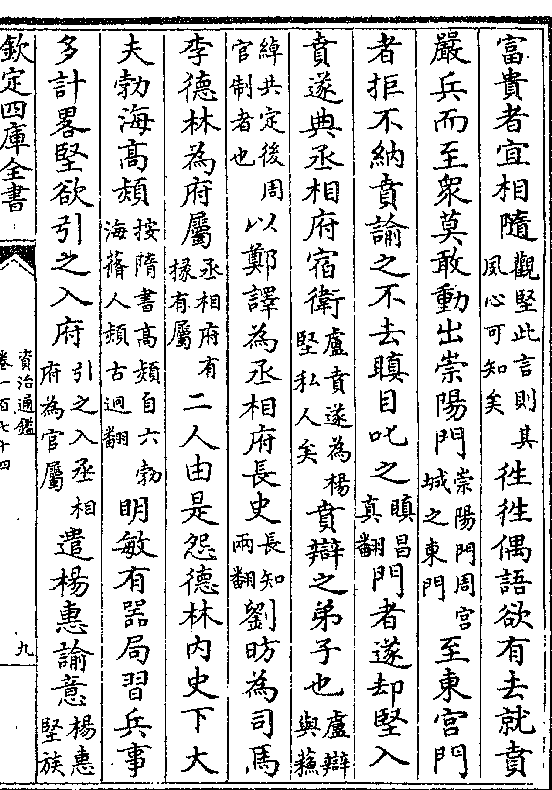 富貴者宜相隨觀堅此言則其風心可知矣徃徃偶語欲有去就賁
嚴兵而至衆莫敢動出崇陽門崇陽門周宫城之東門至東宫門
者拒不納賁諭之不去瞋目叱之瞋昌真翻門者遂却堅入
賁遂典丞相府宿衛盧賁遂為楊堅私人矣賁辯之弟子也盧辯與蘇
綽共定後周官制者也以鄭譯為丞相府長史長知兩翻劉昉為司馬
李德林為府屬丞相府有掾有屬二人由是怨德林内史下大
夫勃海高熲按隋書高熲自六勃海蓨人熲古迥翻明敏有器局習兵事
多計畧堅欲引之入府引之入丞相府為官屬遣楊惠諭意楊惠堅族
欽定四庫全書
資治通鑑
卷一百七十四
九